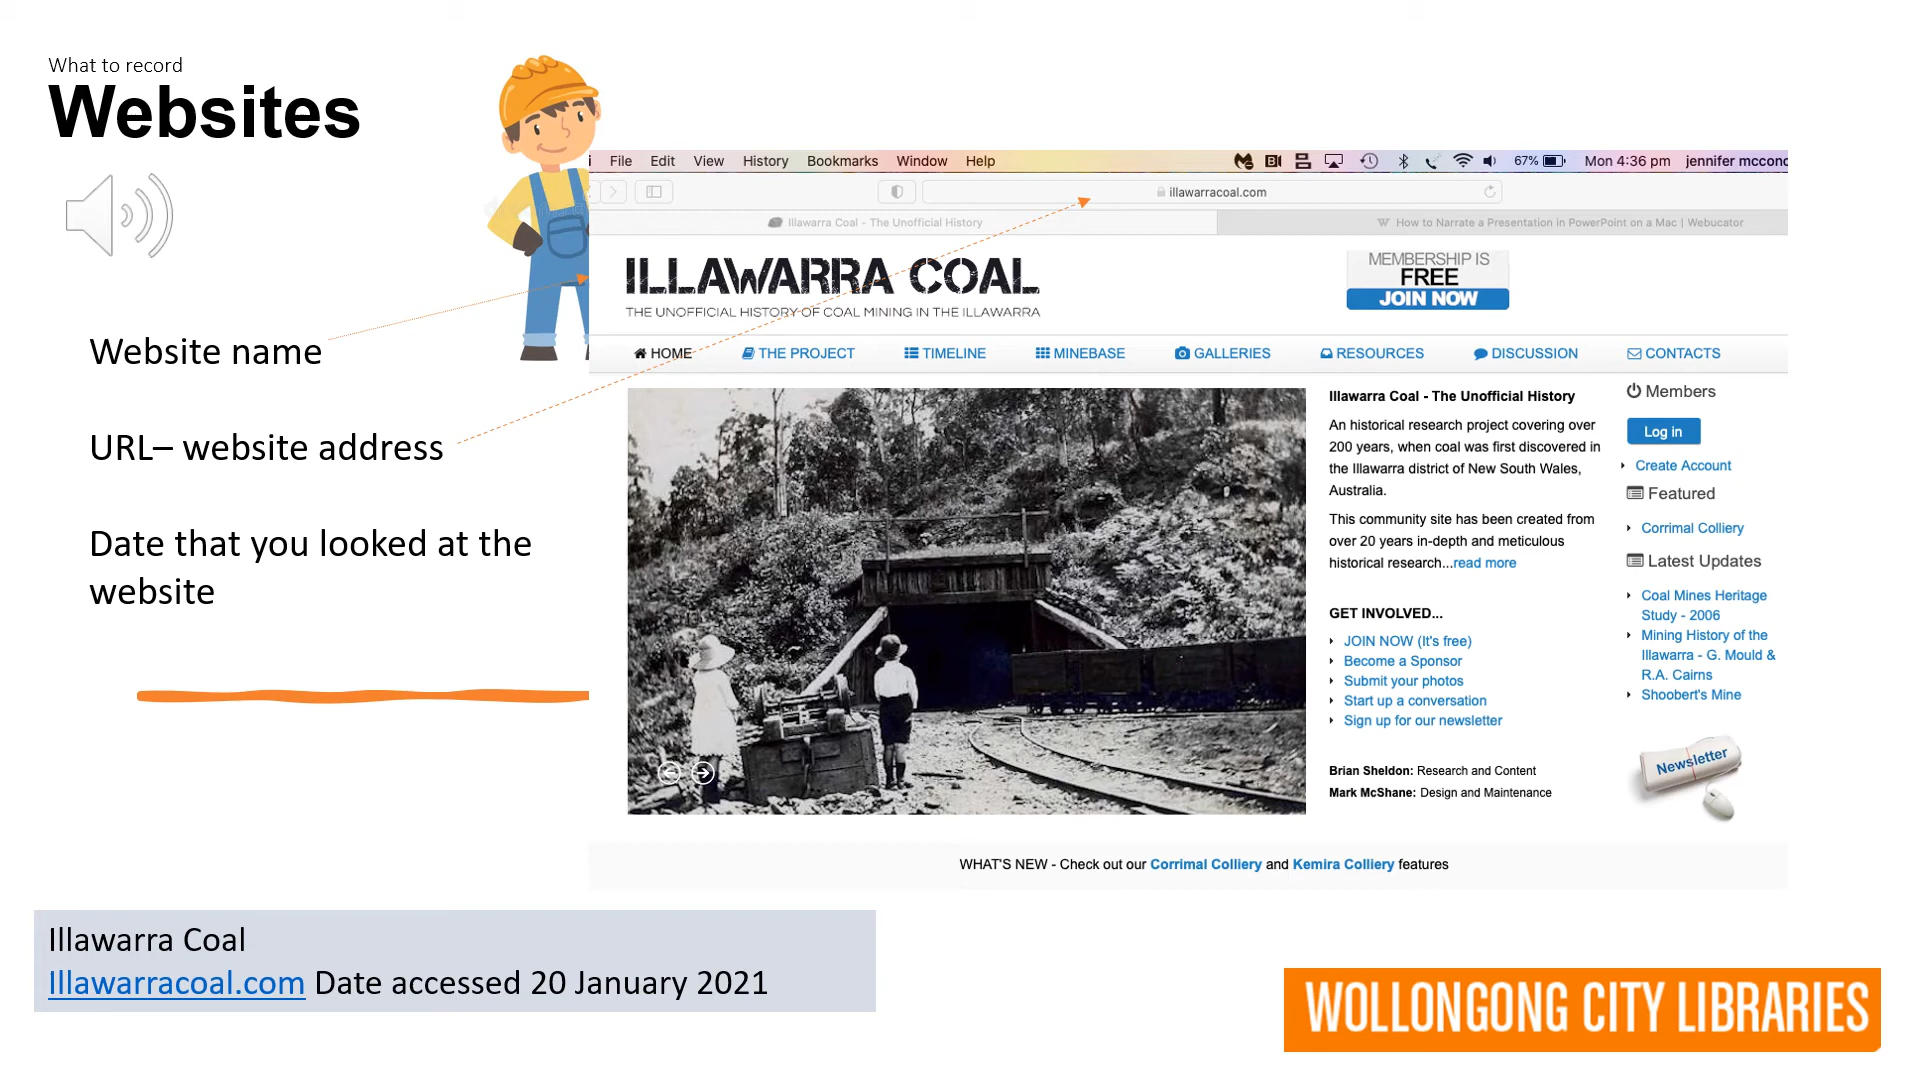 What to record
Websites
Website name
URL– website address
Date that you looked at the
website
File Edit View History Bookmarks Window Help
67% Mon 4:36 pm
illawarracoal.com
Illawarra Coal - The Unofficial History
How to Narrate a Presentation in PowerPoint on a Mac | Webucator
ILLAWARRA COAL
THE UNOFFICIAL HISTORY OF COAL MINING IN THE ILLAWARRA
MEMBERSHIP IS
FREE
JOIN NOW
HOME THE PROJECT TIMELINE MINEBASE GALLERIES RESOURCES DISCUSSION CONTACTS
Illawarra Coal - The Unofficial History
An historical research project covering over
200 years, when coal was first discovered in
the Illawarra district of New South Wales,
Australia.
This community site has been created from
over 20 years in-depth and meticulous
historical research...read more
GET INVOLVED...
JOIN NOW (It's free)
Become a Sponsor
Submit your photos
Start up a conversation
Sign up for our newsletter
Brian Sheldon: Research and Content
Mark McShane: Design and Maintenance
Members
Log in
Create Account
Featured
Corrimal Colliery
Latest Updates
Coal Mines Heritage
Study - 2006
Mining History of the
Illawarra - G. Mould &
R.A. Cairns
Shoobert's Mine
Newsletter
WHAT'S NEW - Check out our Corrimal Colliery and Kemira Colliery features
Illawarra Coal
Illawarracoal.com Date accessed 20 January 2021
WOLLONGONG CITY LIBRARIES